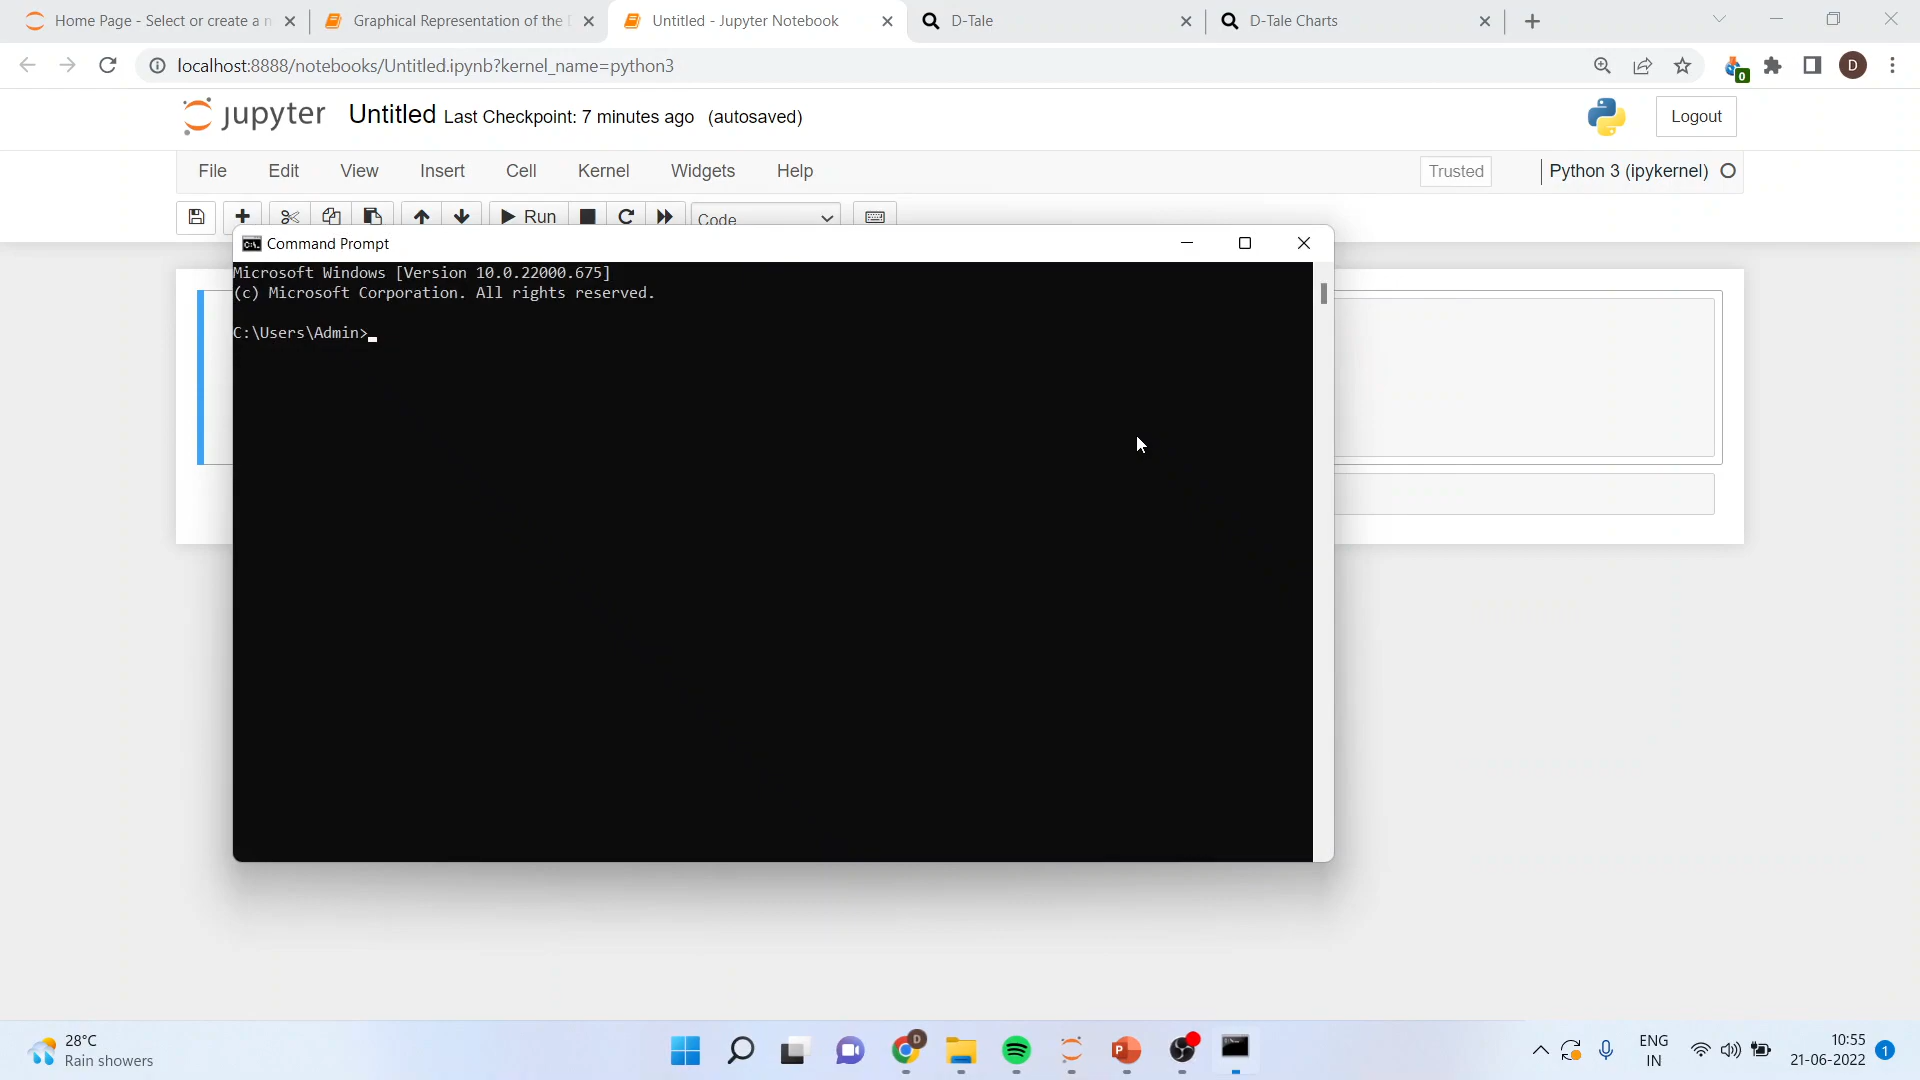 Home Page - Select or create a n
Graphical Representation of the
Untitled - Jupyter Notebook
D-Tale
D-Tale Charts
localhost:8888/notebooks/Untitled.ipynb?kernel_name=python3
0
D
jupyter
Untitled Last Checkpoint: 7 minutes ago (autosaved)
Logout
File Edit View Insert Cell Kernel Widgets Help
Trusted
Python 3 (ipykernel)
Run
Code
Command Prompt
Microsoft Windows [Version 10.0.22000.675]
(c) Microsoft Corporation. All rights reserved.
C:\Users\Admin>
28°C
Rain showers
D
P
ENG
IN
10:55
21-06-2022
1